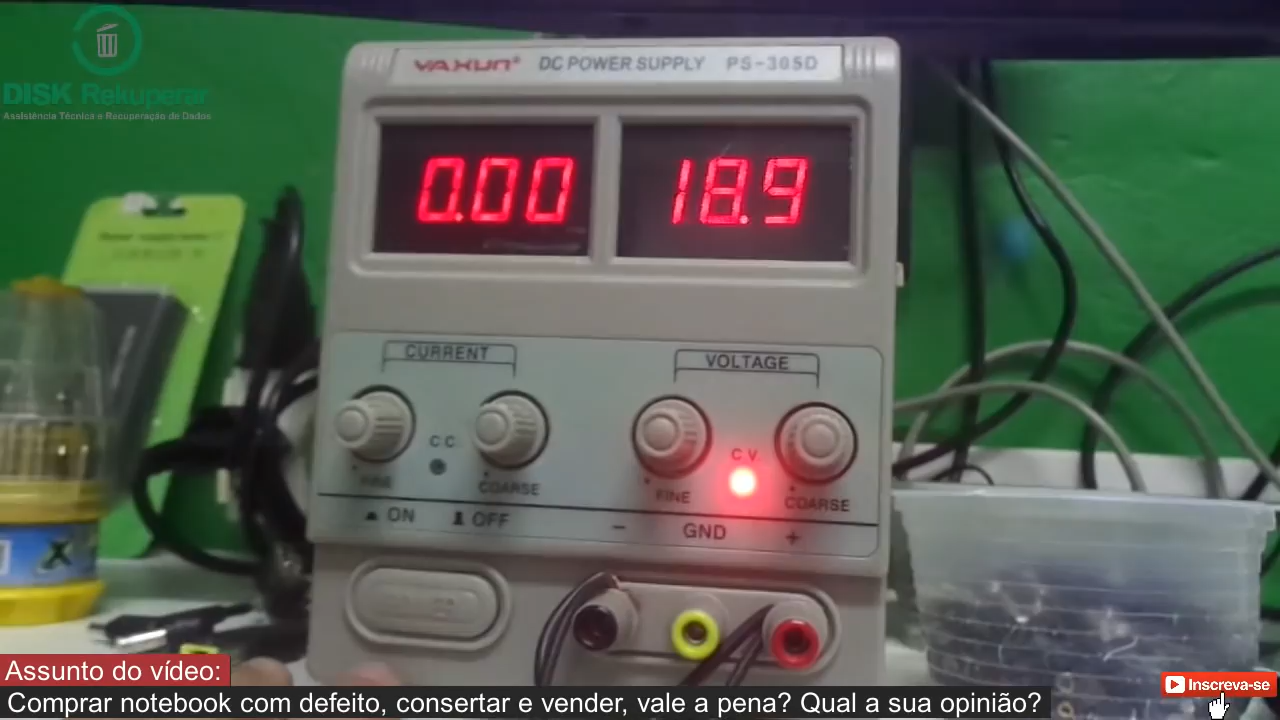 DISK Rekuperar
Assistência Técnica e Recuperação de Dados
YAXUN® DC POWER SUPPLY PS-305D
0.00 18.9
CURRENT VOLTAGE
CC CV
FINE COARSE FINE COARSE
ON OFF − GND +
Assunto do vídeo:
Comprar notebook com defeito, consertar e vender, vale a pena? Qual a sua opinião?
Inscreva-se